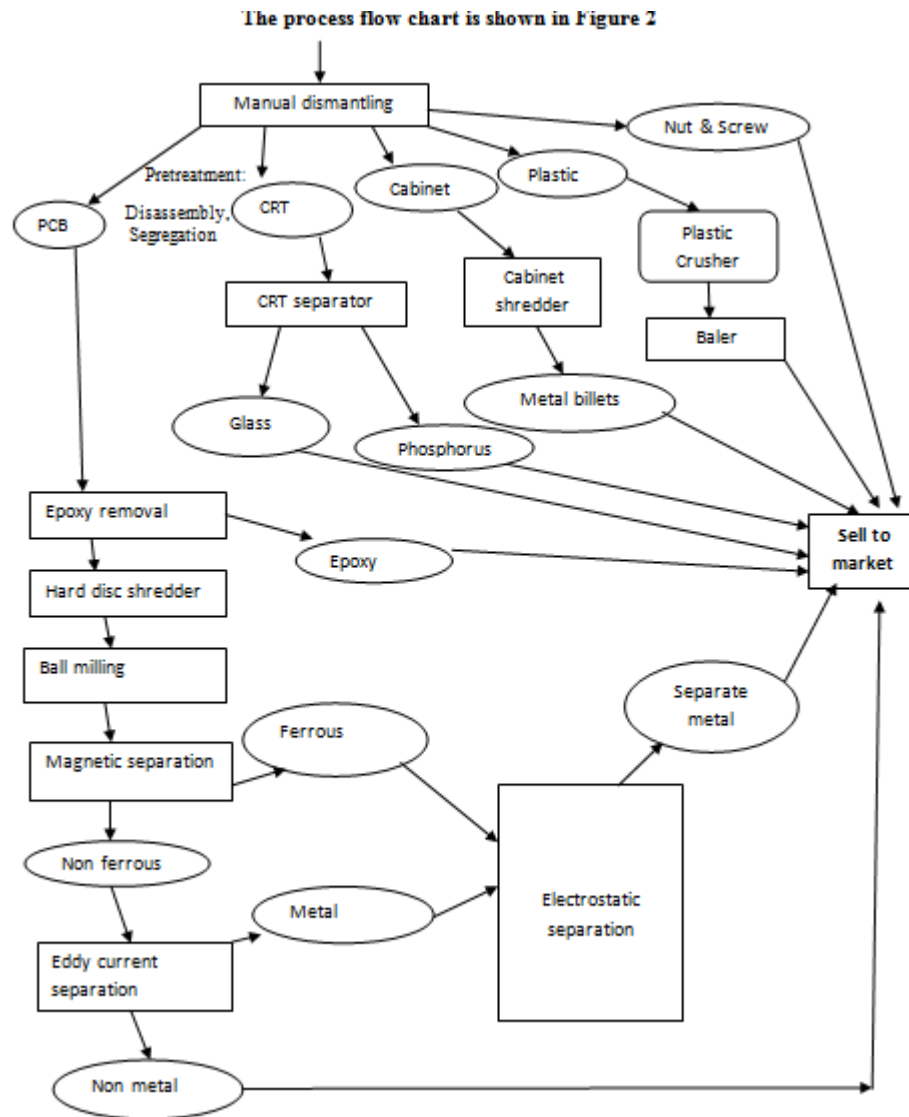 The process flow chart is shown in Figure 2
Manual dismantling
Nut & Screw
Pretreatment:
Disassembly,
Segregation
PCB
CRT
Cabinet
Plastic
Plastic
Crusher
CRT separator
Cabinet
shredder
Baler
Glass
Phosphorus
Metal billets
Epoxy removal
Epoxy
Sell to
market
Hard disc shredder
Ball milling
Magnetic separation
Ferrous
Separate
metal
Non ferrous
Metal
Electrostatic
separation
Eddy current
separation
Non metal